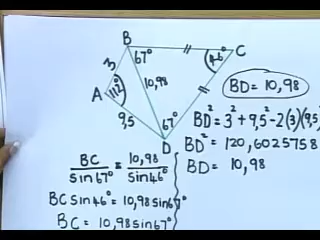 B
67°
46°
C
3
10,98
A
112°
9,5
67°
D
BD = 10,98
BD² = 3² + 9,5² - 2(3)(9,5)
BD² = 120,6025758
BD = 10,98
BC/sin67° = 10,98/sin46°
BC sin46° = 10,98 sin67°
BC = 10,98 sin67°